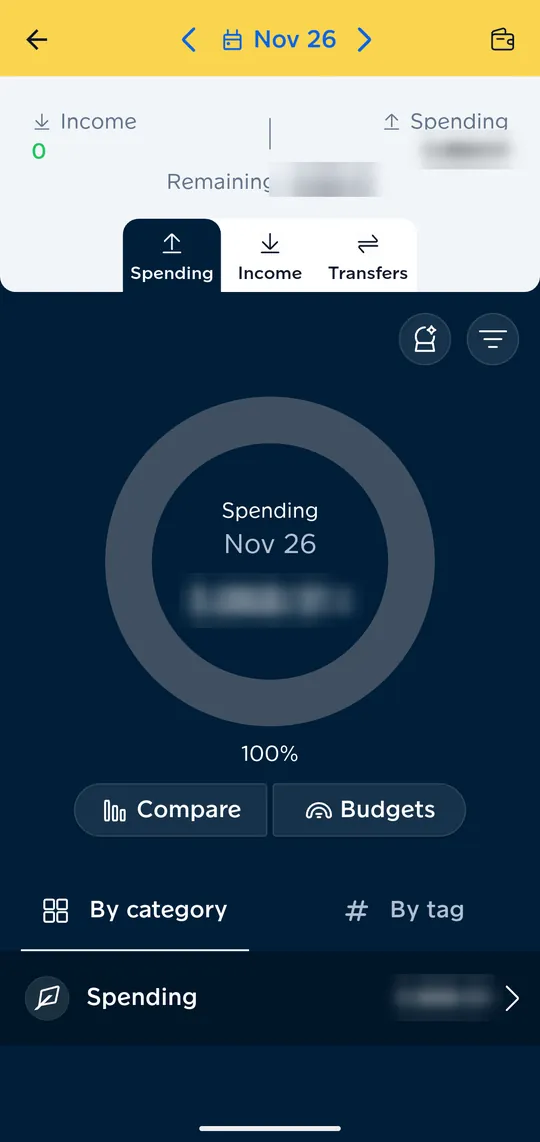 Nov 26
Income
Spending
0
Remaining
Spending
Income
Transfers
Spending
Nov 26
100%
Compare
Budgets
By category
# By tag
Spending